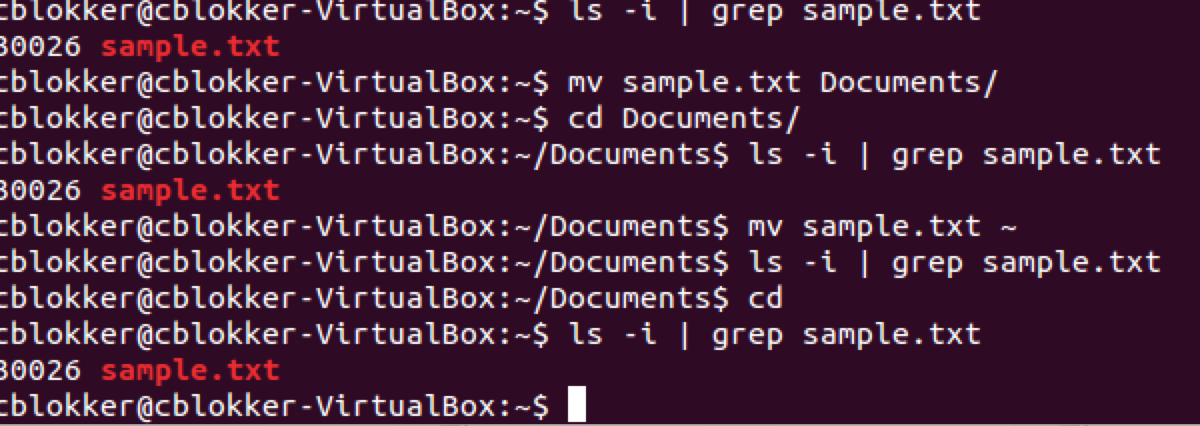 cblokker@cblokker-VirtualBox:~$ ls -i | grep sample.txt
30026 sample.txt
cblokker@cblokker-VirtualBox:~$ mv sample.txt Documents/
cblokker@cblokker-VirtualBox:~$ cd Documents/
cblokker@cblokker-VirtualBox:~/Documents$ ls -i | grep sample.txt
30026 sample.txt
cblokker@cblokker-VirtualBox:~/Documents$ mv sample.txt ~
cblokker@cblokker-VirtualBox:~/Documents$ ls -i | grep sample.txt
cblokker@cblokker-VirtualBox:~/Documents$ cd
cblokker@cblokker-VirtualBox:~$ ls -i | grep sample.txt
30026 sample.txt
cblokker@cblokker-VirtualBox:~$